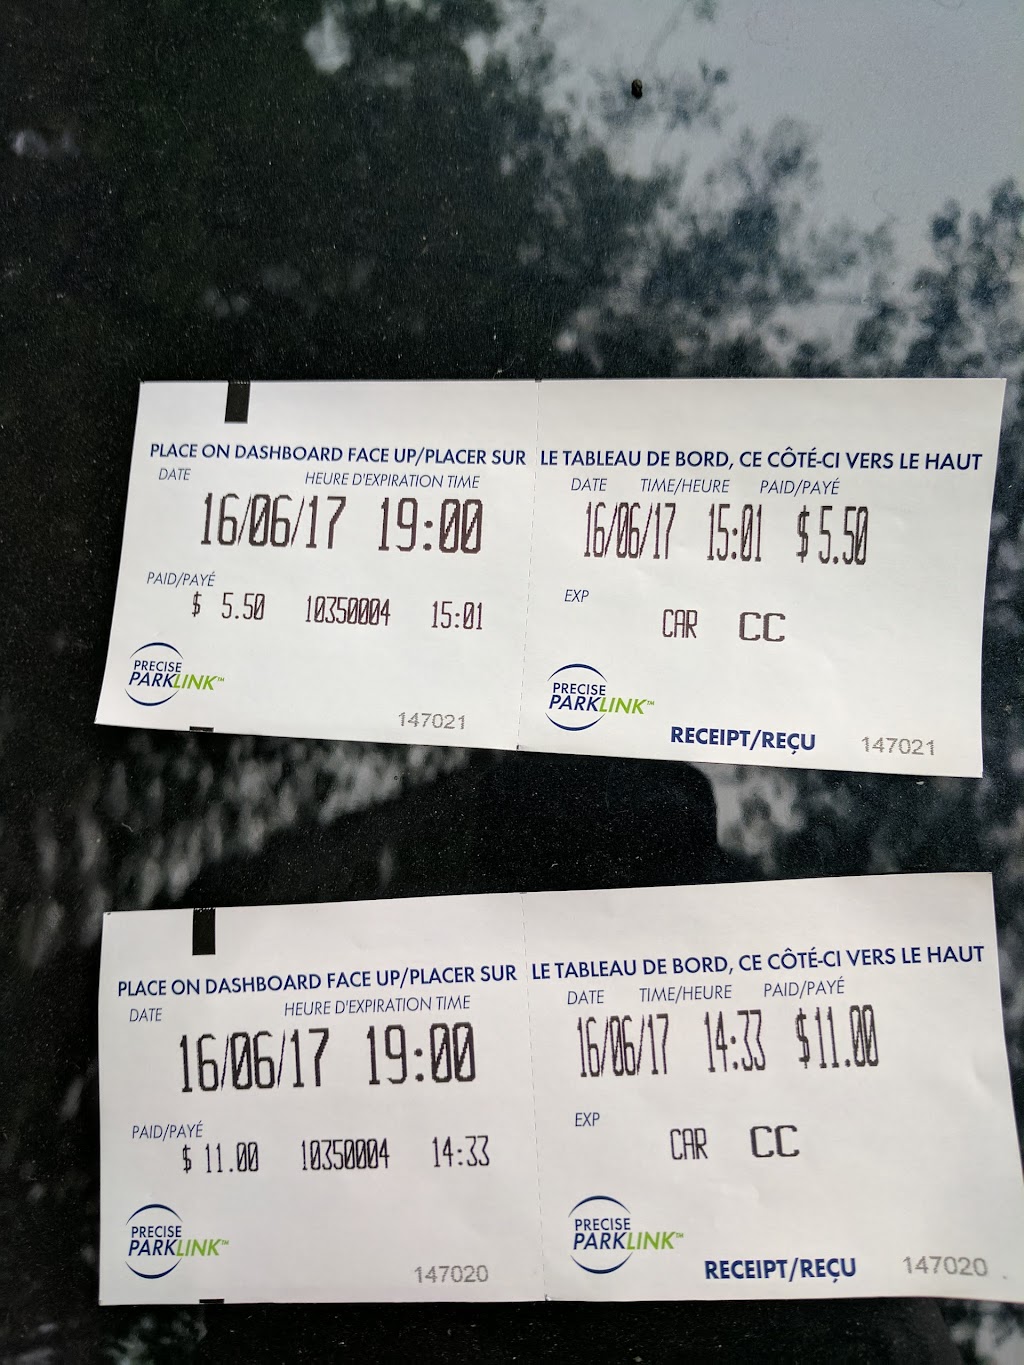 PLACE ON DASHBOARD FACE UP/PLACER SUR LE TABLEAU DE BORD, CE CÔTÉ-CI VERS LE HAUT
DATE HEURE D'EXPIRATION TIME
16/06/17 19:00
PAID/PAYÉ
$ 5.50 10350004 15:01
PRECISE
PARKLINK™
147021
DATE TIME/HEURE PAID/PAYÉ
16/06/17 15:01 $5.50
EXP
CAR CC
PRECISE
PARKLINK™
RECEIPT/REÇU 147021
PLACE ON DASHBOARD FACE UP/PLACER SUR LE TABLEAU DE BORD, CE CÔTÉ-CI VERS LE HAUT
DATE HEURE D'EXPIRATION TIME
16/06/17 19:00
PAID/PAYÉ
$ 11.00 10350004 14:33
PRECISE
PARKLINK™
147020
DATE TIME/HEURE PAID/PAYÉ
16/06/17 14:33 $11.00
EXP
CAR CC
PRECISE
PARKLINK™
RECEIPT/REÇU 147020